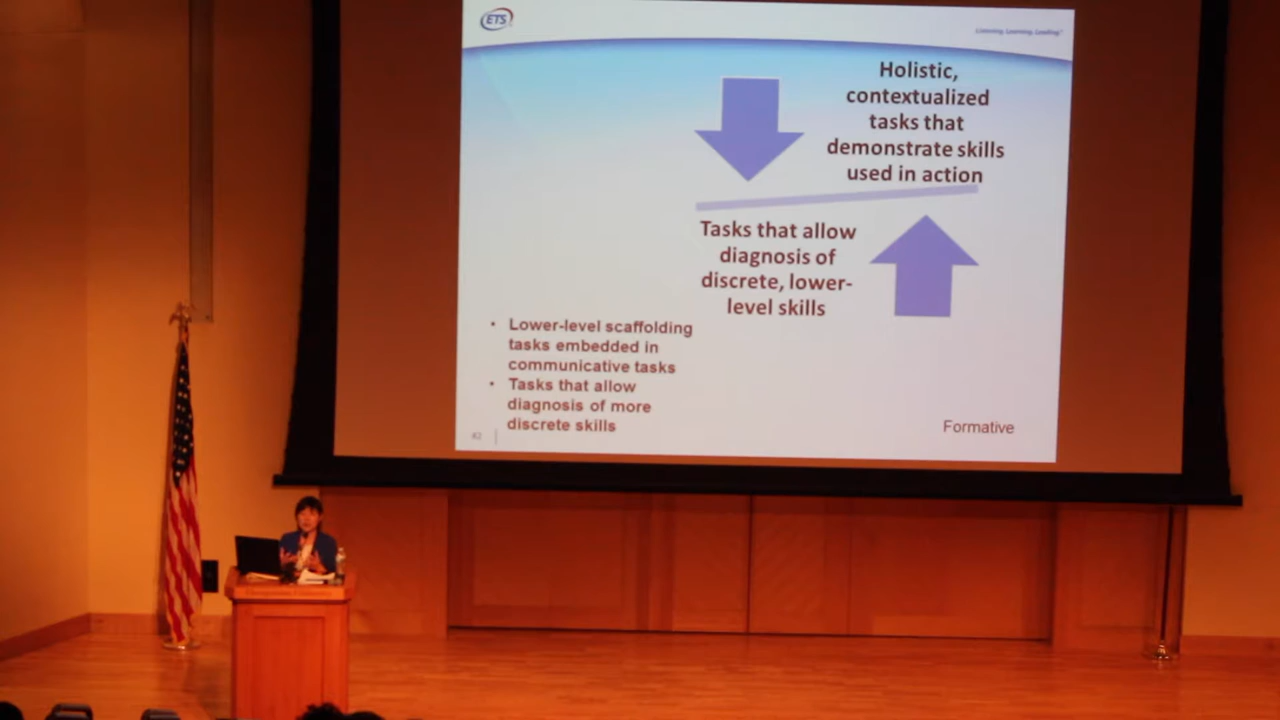 ETS
Listening. Learning. Leading.
Holistic,
contextualized
tasks that
demonstrate skills
used in action
Tasks that allow
diagnosis of
discrete, lower-
level skills
• Lower-level scaffolding
tasks embedded in
communicative tasks
• Tasks that allow
diagnosis of more
discrete skills
42
Formative